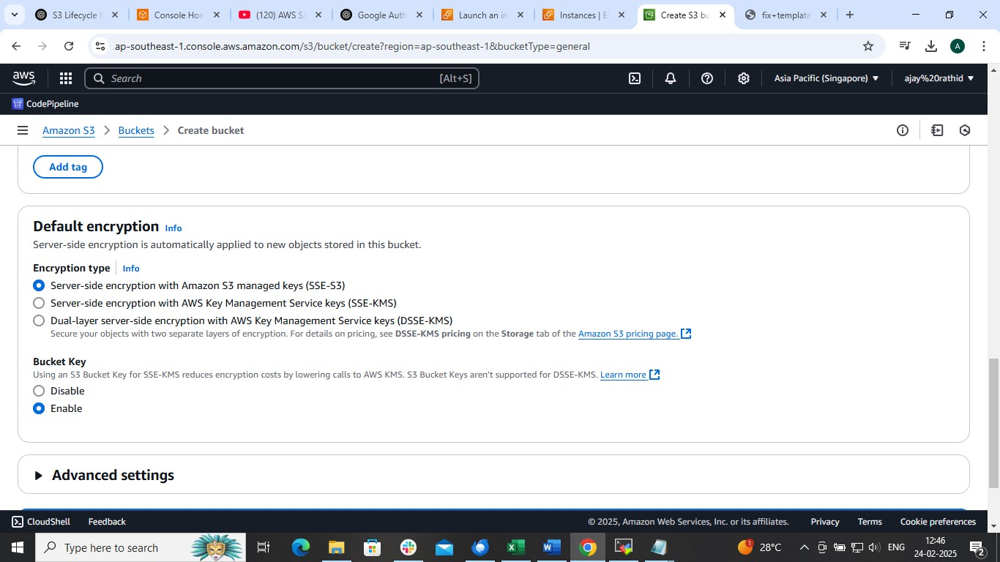 S3 Lifecycle
Console Hon
(120) AWS S
Google Auth
Launch an in
Instances | E
Create S3 bu
fix+template
ap-southeast-1.console.aws.amazon.com/s3/bucket/create?region=ap-southeast-1&bucketType=general
A
aws
Search
[Alt+S]
Asia Pacific (Singapore)
ajay%20rathid
CodePipeline
Amazon S3
Buckets
Create bucket
Add tag
Default encryption Info
Server-side encryption is automatically applied to new objects stored in this bucket.
Encryption type Info
Server-side encryption with Amazon S3 managed keys (SSE-S3)
Server-side encryption with AWS Key Management Service keys (SSE-KMS)
Dual-layer server-side encryption with AWS Key Management Service keys (DSSE-KMS)
Secure your objects with two separate layers of encryption. For details on pricing, see DSSE-KMS pricing on the Storage tab of the Amazon S3 pricing page.
Bucket Key
Using an S3 Bucket Key for SSE-KMS reduces encryption costs by lowering calls to AWS KMS. S3 Bucket Keys aren't supported for DSSE-KMS. Learn more
Disable
Enable
Advanced settings
CloudShell
Feedback
© 2025, Amazon Web Services, Inc. or its affiliates.
Privacy
Terms
Cookie preferences
Type here to search
1
28°C
ENG
12:46
24-02-2025
2